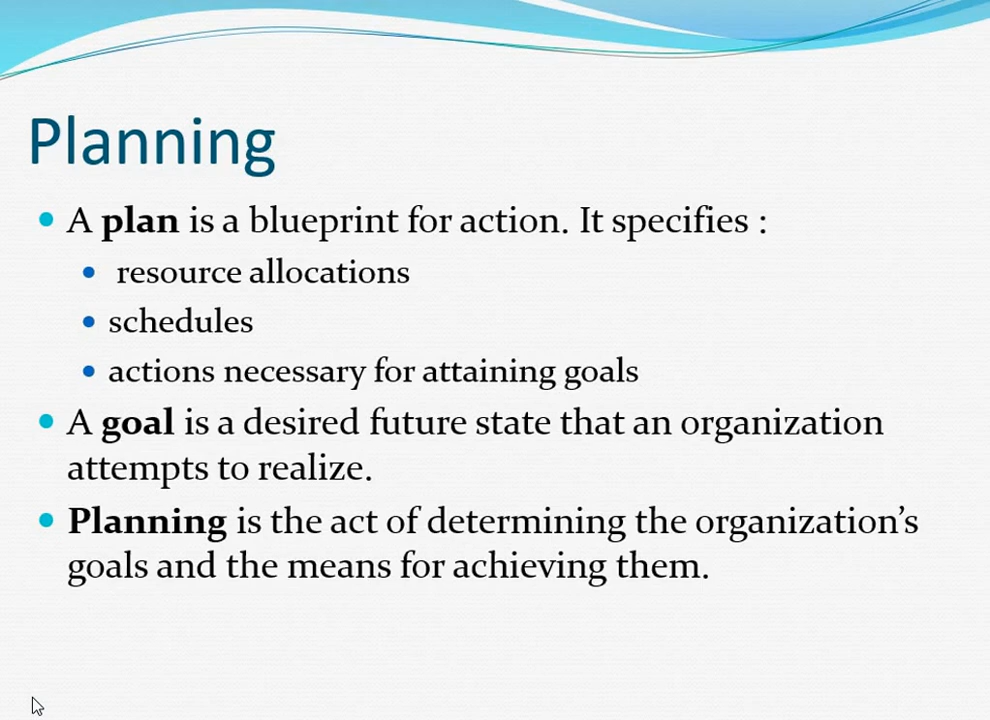 Planning
• A plan is a blueprint for action. It specifies :
• resource allocations
• schedules
• actions necessary for attaining goals
• A goal is a desired future state that an organization
attempts to realize.
• Planning is the act of determining the organization’s
goals and the means for achieving them.